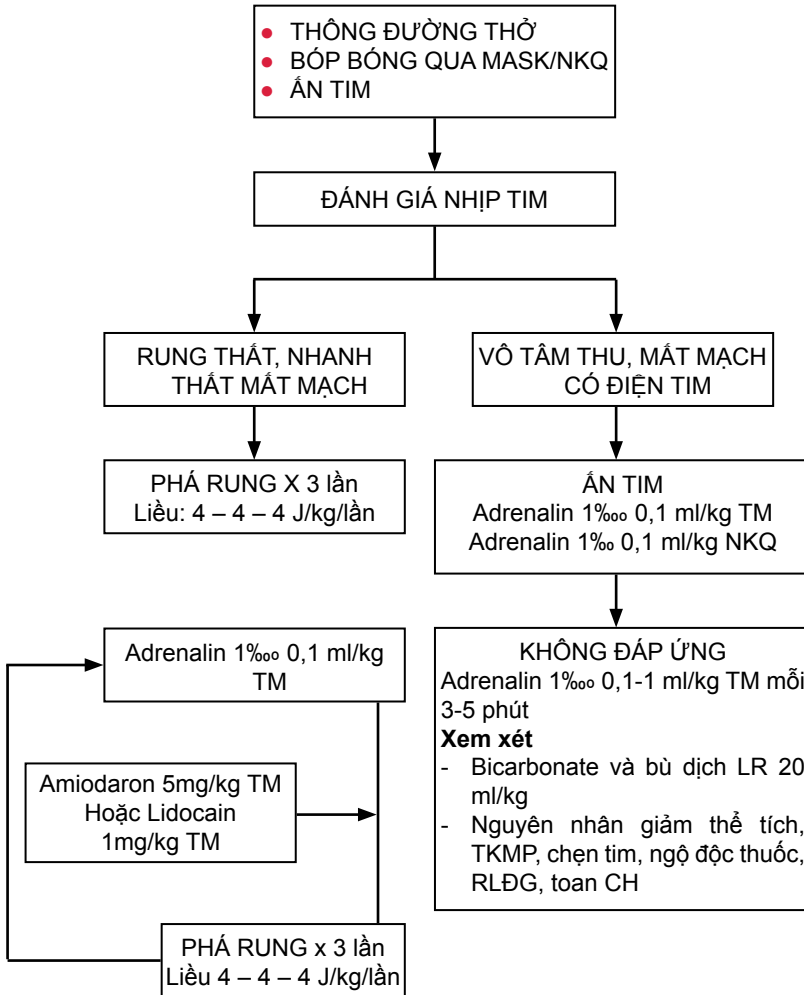 ● THÔNG ĐƯỜNG THỞ
● BÓP BÓNG QUA MASK/NKQ
● ẤN TIM
ĐÁNH GIÁ NHỊP TIM
RUNG THẤT, NHANH
THẤT MẤT MẠCH
VÔ TÂM THU, MẤT MẠCH
CÓ ĐIỆN TIM
PHÁ RUNG X 3 lần
Liều: 4 – 4 – 4 J/kg/lần
ẤN TIM
Adrenalin 1‱ 0,1 ml/kg TM
Adrenalin 1‰ 0,1 ml/kg NKQ
Adrenalin 1‱ 0,1 ml/kg
TM
Amiodaron 5mg/kg TM
Hoặc Lidocain
1mg/kg TM
PHÁ RUNG x 3 lần
Liều 4 – 4 – 4 J/kg/lần
KHÔNG ĐÁP ỨNG
Adrenalin 1‱ 0,1-1 ml/kg TM mỗi
3-5 phút
Xem xét
- Bicarbonate và bù dịch LR 20
ml/kg
- Nguyên nhân giảm thể tích,
TKMP, chẹn tim, ngộ độc thuốc,
RLĐG, toan CH